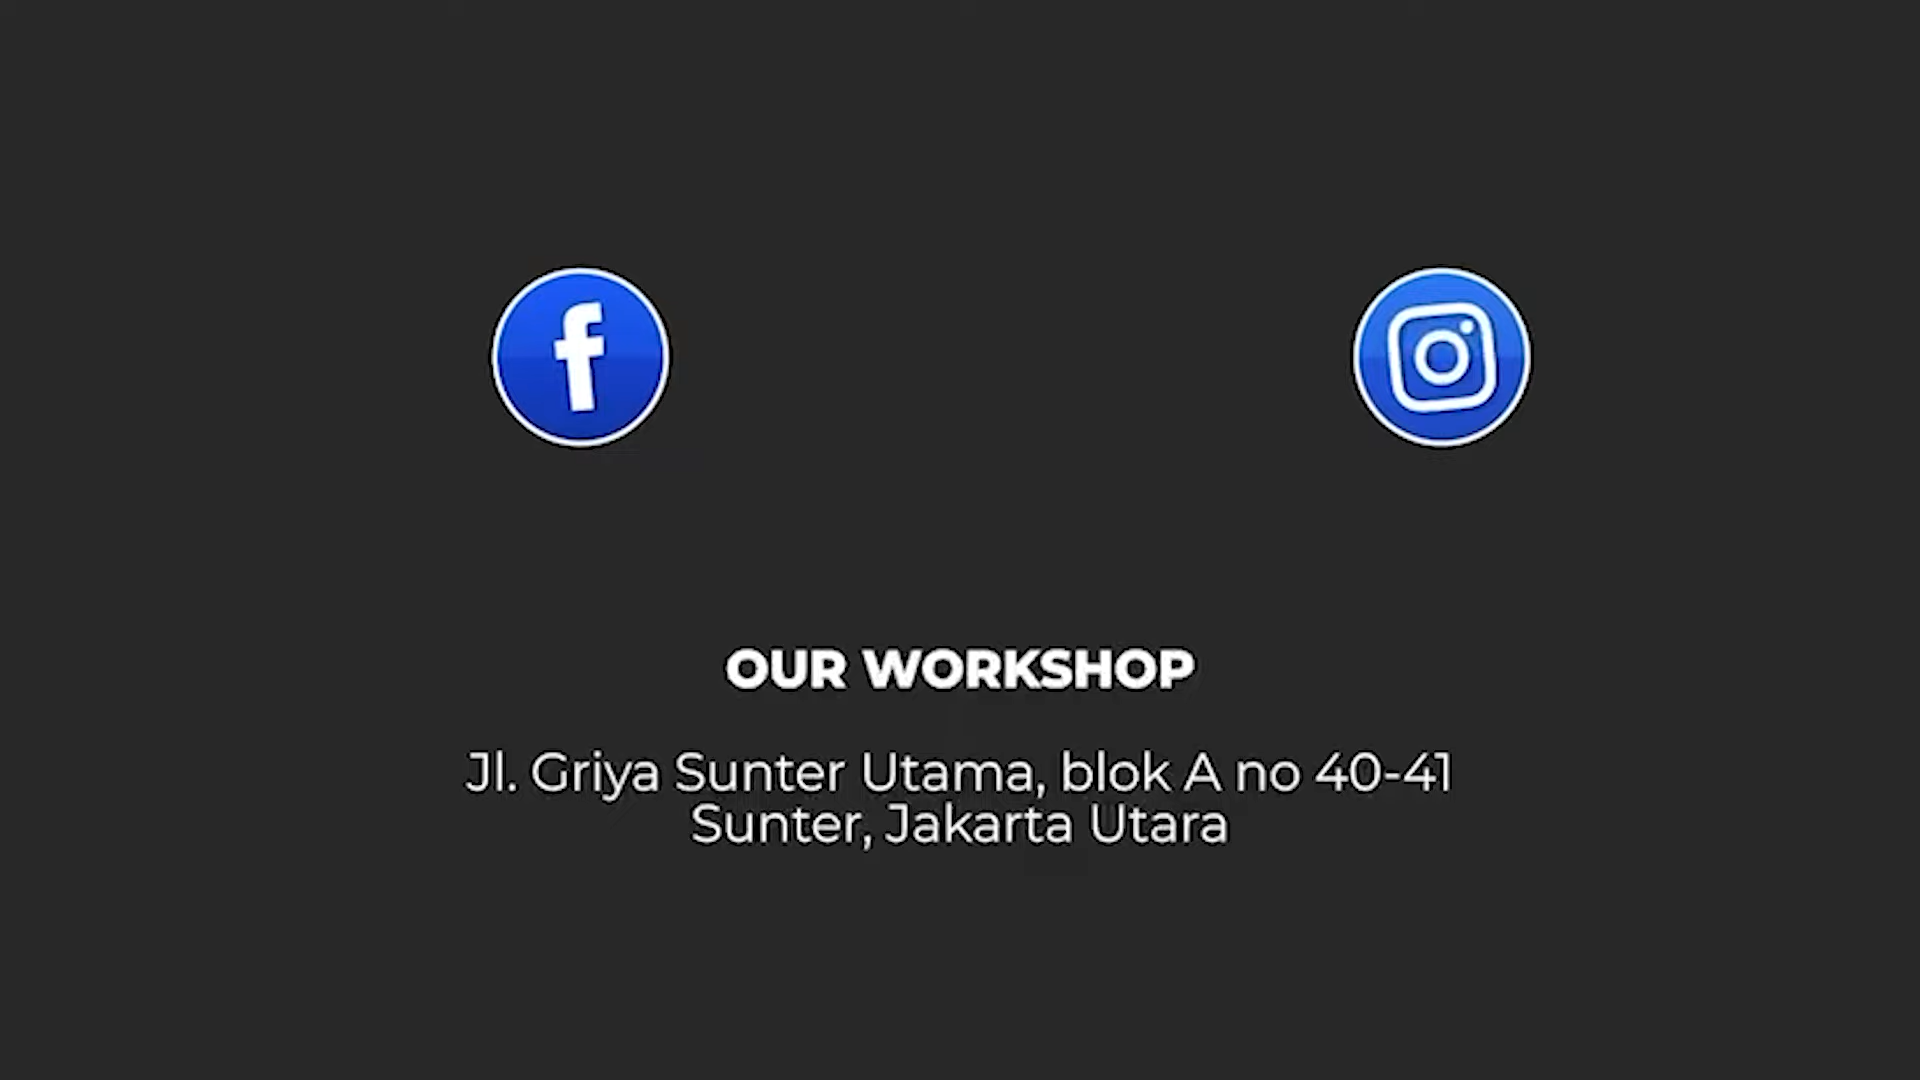 OUR WORKSHOP
Jl. Griya Sunter Utama, blok A no 40-41
Sunter, Jakarta Utara